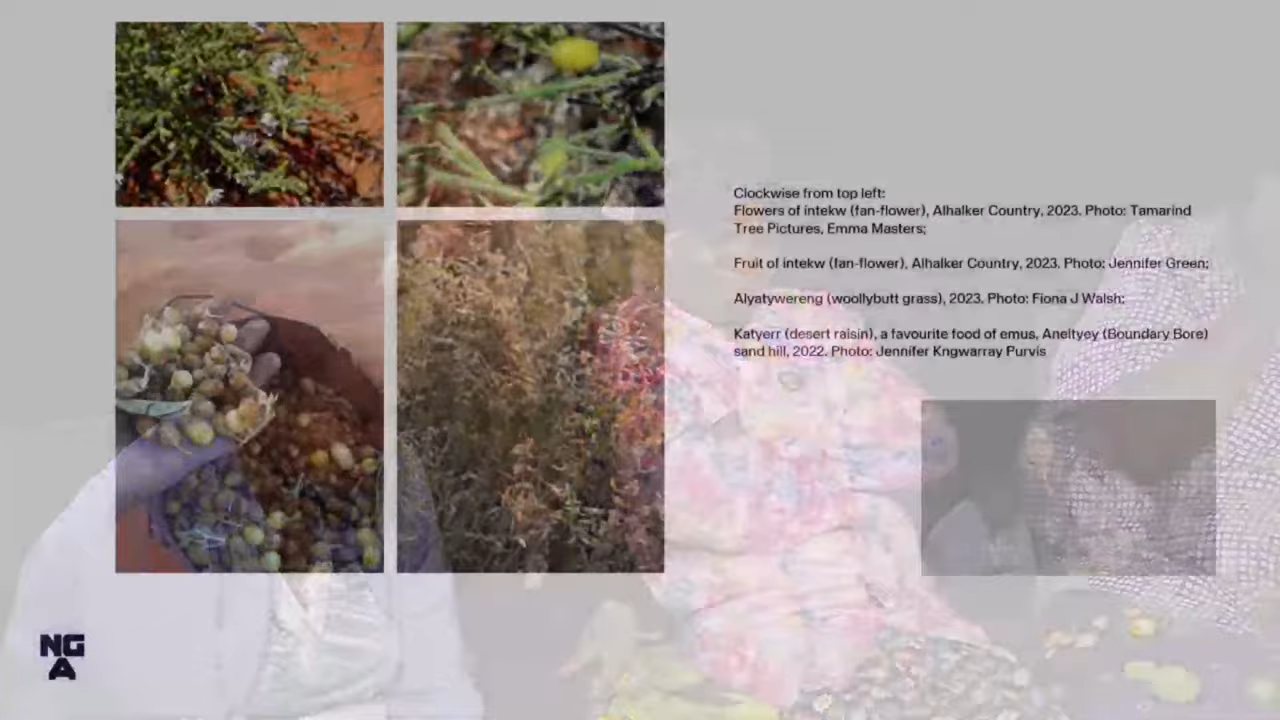 Clockwise from top left:
Flowers of intekw (fan-flower), Alhalker Country, 2023. Photo: Tamarind
Tree Pictures, Emma Masters;
Fruit of intekw (fan-flower), Alhalker Country, 2023. Photo: Jennifer Green;
Alyatywereng (woollybutt grass), 2023. Photo: Fiona J Walsh;
Katyerr (desert raisin), a favourite food of emus, Aneltyey (Boundary Bore)
sand hill, 2022. Photo: Jennifer Kngwarray Purvis
NG
A